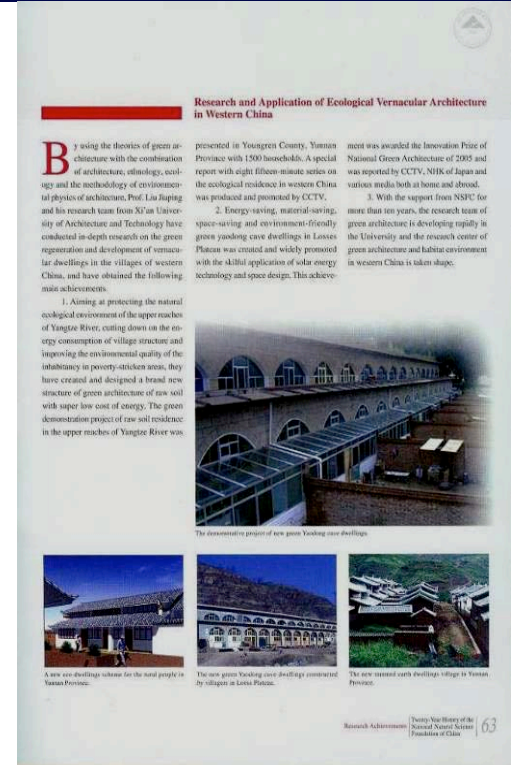 Research and Application of Ecological Vernacular Architecture
in Western China
By using the theories of green ar-
chitecture with the combination
of architecture, ethnology, ecol-
ogy and the methodology of environmen-
tal physics of architecture, Prof. Liu Jiaping
and his research team from Xi'an Univer-
sity of Architecture and Technology have
conducted in-depth research on the green
regeneration and development of vernacu-
lar dwellings in the villages of western
China, and have obtained the following
main achievements.
1. Aiming at protecting the natural
ecological environment of the upper reaches
of Yangtze River, cutting down on the en-
ergy consumption of village structure and
improving the environmental quality of the
inhabitancy in poverty-stricken areas, they
have created and designed a brand new
structure of green architecture of raw soil
with super low cost of energy. The green
demonstration project of raw soil residence
in the upper reaches of Yangtze River was
presented in Youngren County, Yunnan
Province with 1500 households. A special
report with eight fifteen-minute series on
the ecological residence in western China
was produced and promoted by CCTV.
2. Energy-saving, material-saving,
space-saving and environment-friendly
green yaodong cave dwellings in Losses
Plateau was created and widely promoted
with the skilful application of solar energy
technology and space design. This achieve-
ment was awarded the Innovation Prize of
National Green Architecture of 2005 and
was reported by CCTV, NHK of Japan and
various media both at home and abroad.
3. With the support from NSFC for
more than ten years, the research team of
green architecture is developing rapidly in
the University and the research center of
green architecture and habitat environment
in western China is taken shape.
The demonstrative project of new green Yaodong cave dwellings.
A new eco dwellings scheme for the rural people in
Yunnan Province.
The new green Yaodong cave dwellings constructed
by villagers in Loess Plateau.
The new rammed earth dwellings village in Yunnan
Province.
Research Achievements
Twenty-Year History of the
National Natural Science
Foundation of China
63